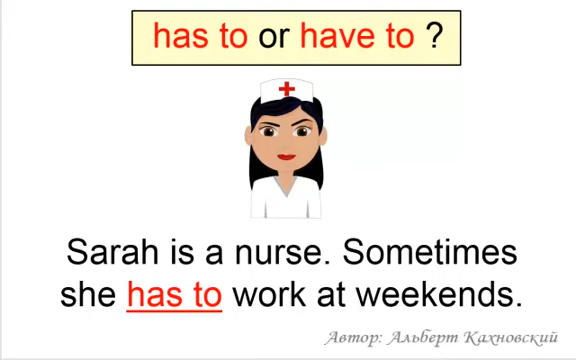 has to or have to ?
Sarah is a nurse. Sometimes
she has to work at weekends.
Автор: Альберт Кахновский